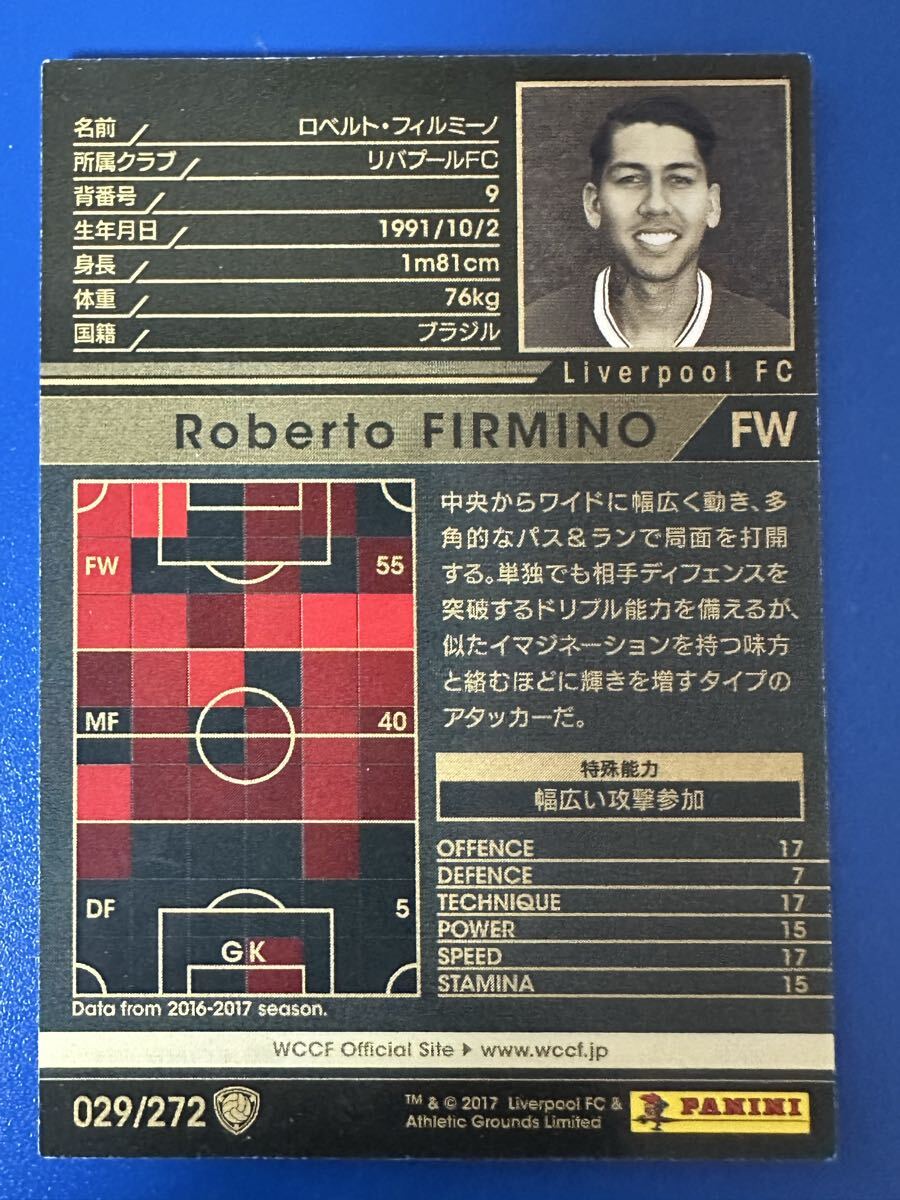 名前 ロベルト・フィルミーノ
所属クラブ リバプールFC
背番号 9
生年月日 1991/10/2
身長 1m81cm
体重 76kg
国籍 ブラジル
Liverpool FC
Roberto FIRMINO FW
FW 55
MF 40
DF 5
GK
Data from 2016-2017 season.
中央からワイドに幅広く動き、多
角的なパス&ランで局面を打開
する。単独でも相手ディフェンスを
突破するドリブル能力を備えるが、
似たイマジネーションを持つ味方
と絡むほどに輝きを増すタイプの
アタッカーだ。
特殊能力
幅広い攻撃参加
OFFENCE 17
DEFENCE 7
TECHNIQUE 17
POWER 15
SPEED 17
STAMINA 15
WCCF Official Site ▶ www.wccf.jp
029/272
™ & © 2017 Liverpool FC &
Athletic Grounds Limited
PANINI